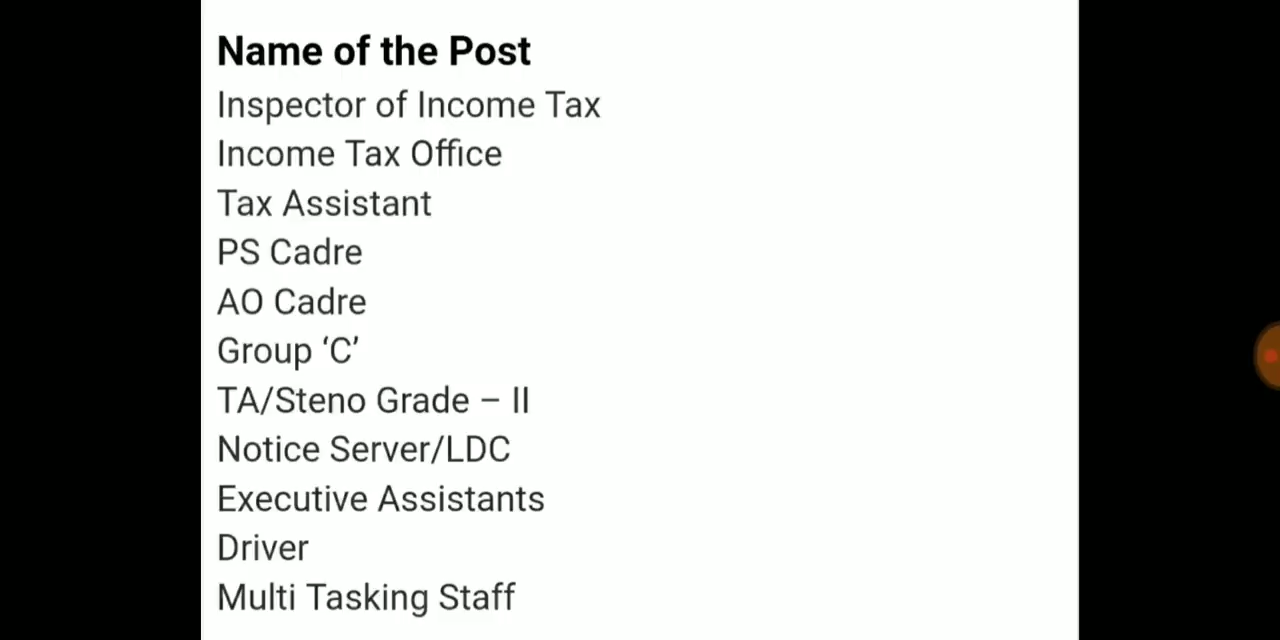 Name of the Post
Inspector of Income Tax
Income Tax Office
Tax Assistant
PS Cadre
AO Cadre
Group ‘C’
TA/Steno Grade – II
Notice Server/LDC
Executive Assistants
Driver
Multi Tasking Staff